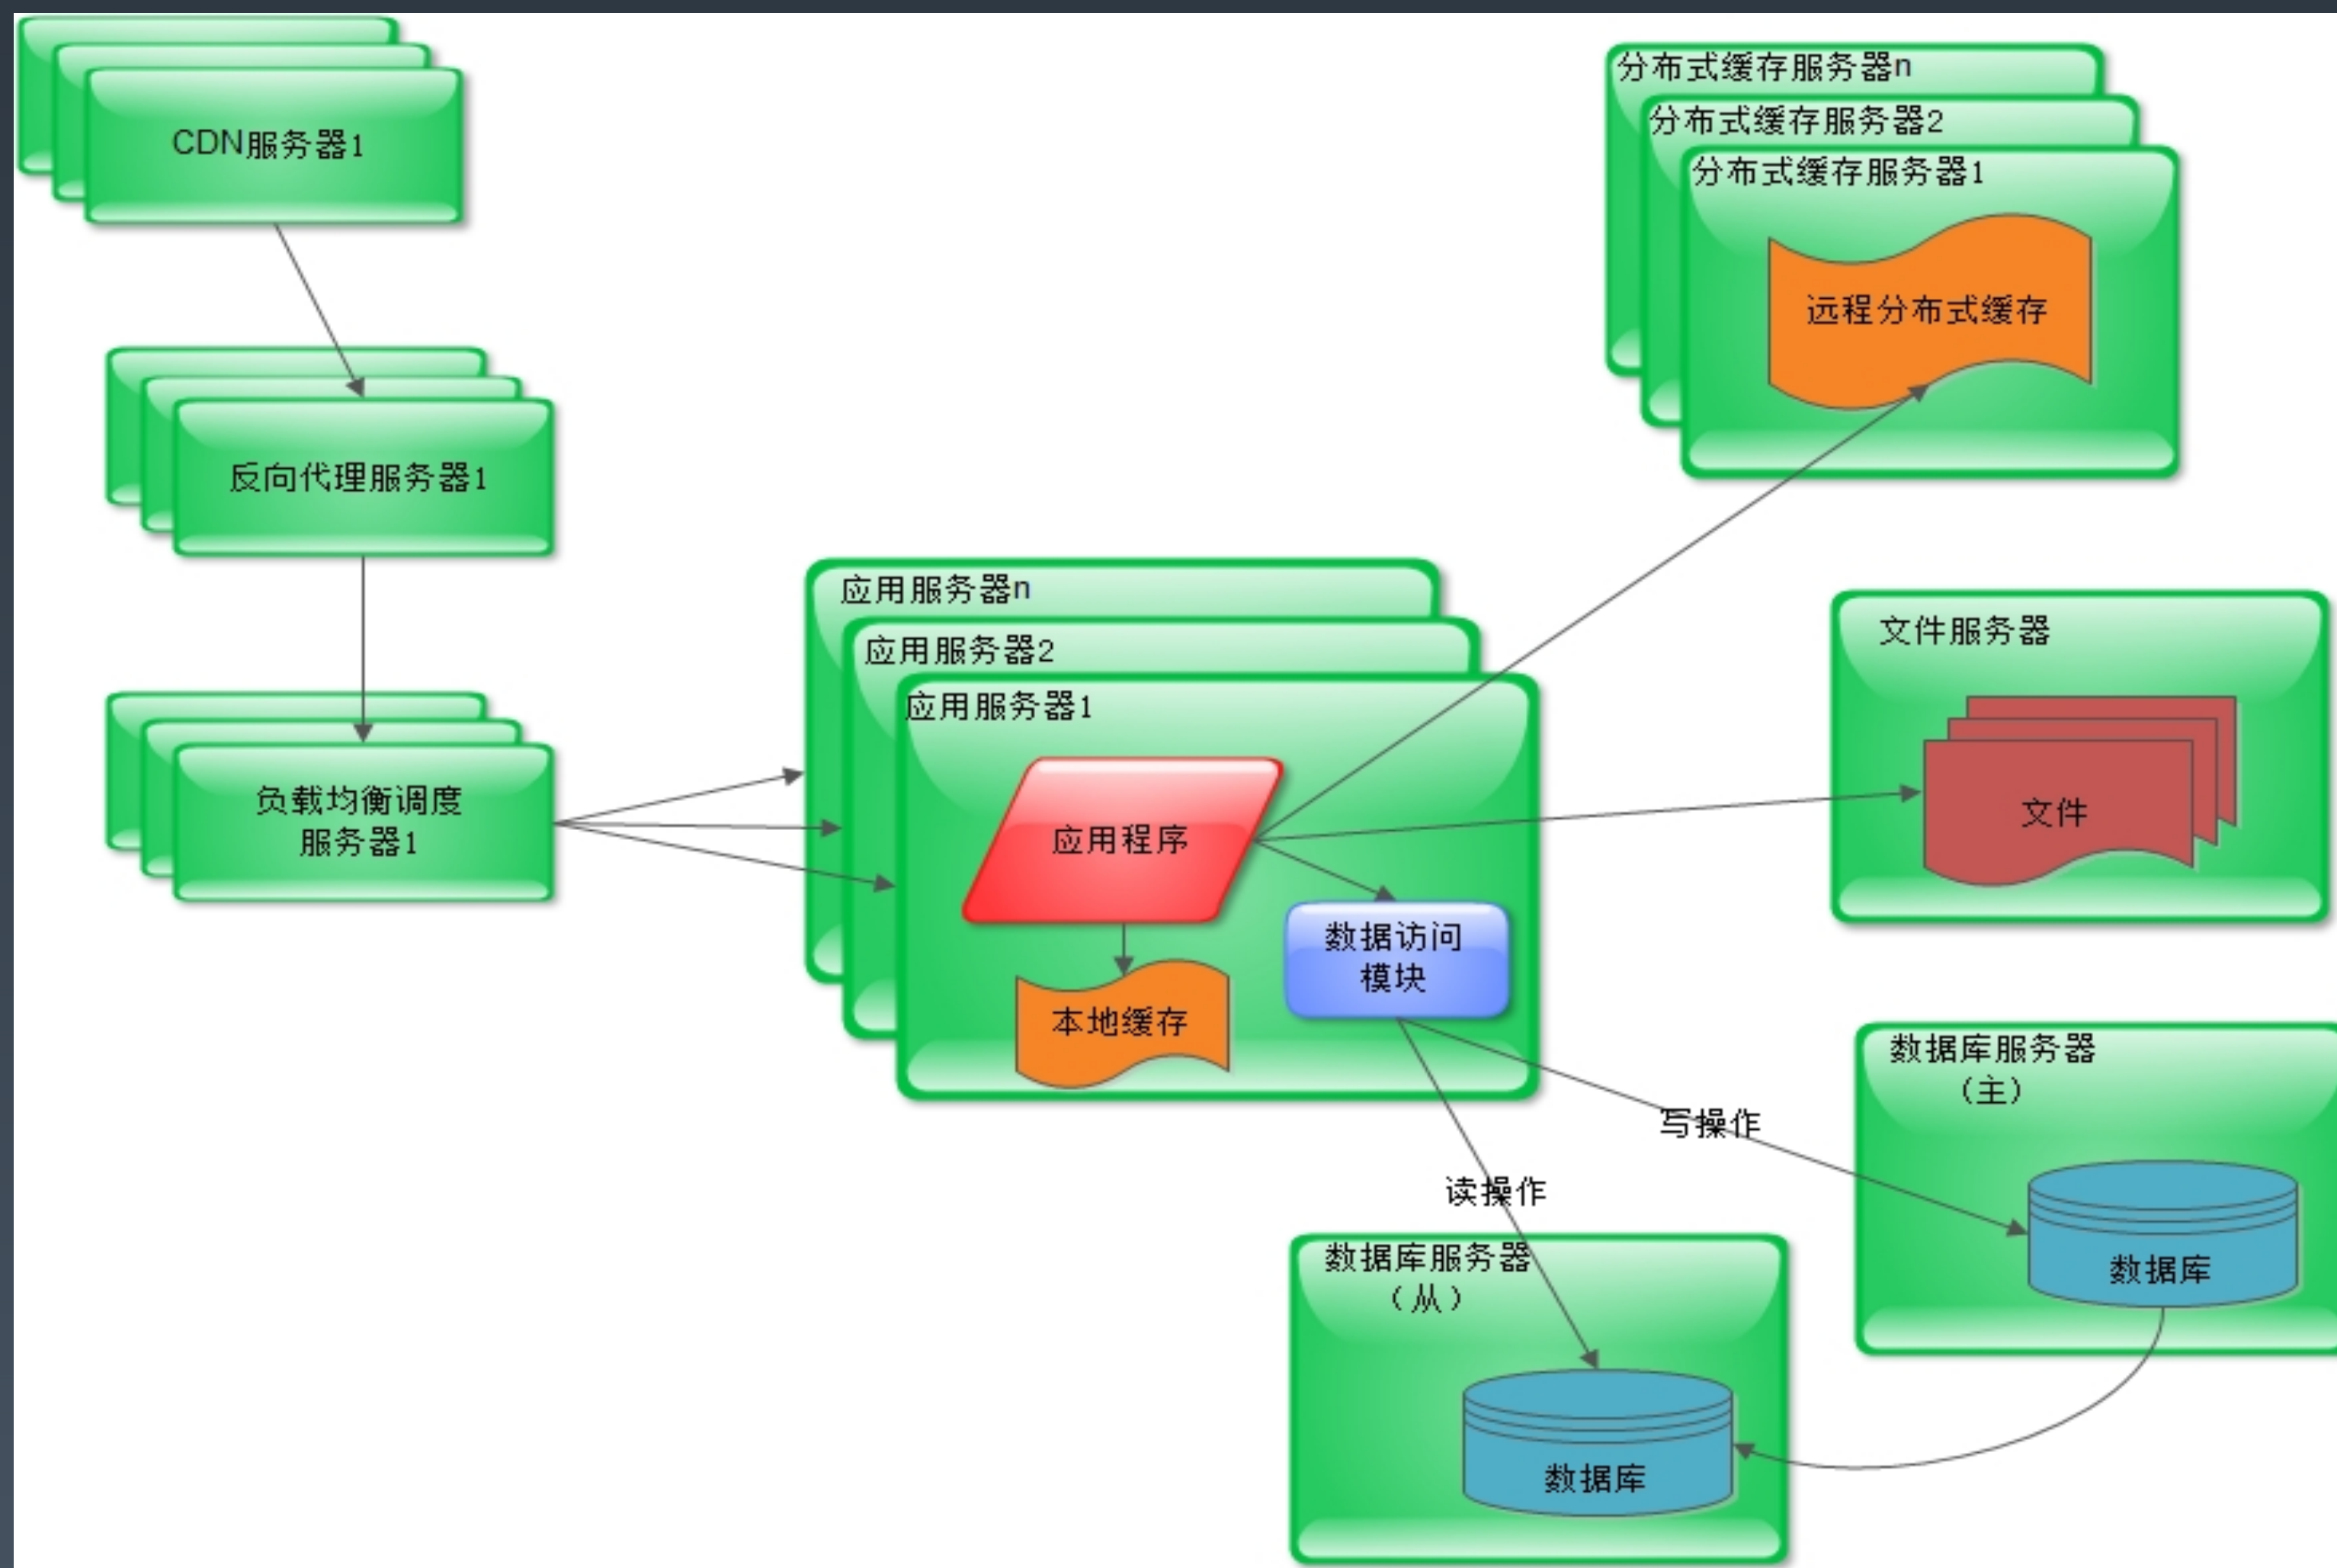 CDN服务器1
反向代理服务器1
负载均衡调度
服务器1
应用服务器n
应用服务器2
应用服务器1
应用程序
本地缓存
数据访问
模块
分布式缓存服务器n
分布式缓存服务器2
分布式缓存服务器1
远程分布式缓存
文件服务器
文件
写操作
读操作
数据库服务器
（主）
数据库
数据库服务器
（从）
数据库